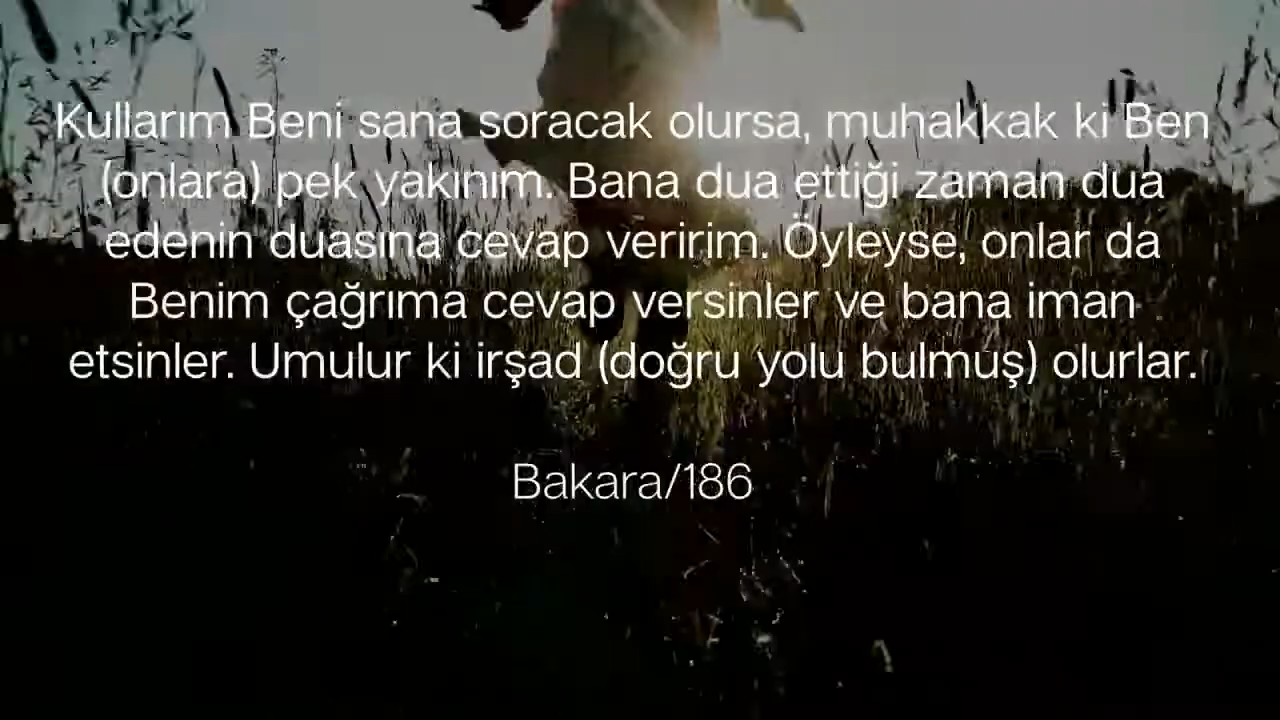 Kullarım Beni sana soracak olursa, muhakkak ki Ben
(onlara) pek yakınım. Bana dua ettiği zaman dua
edenin duasına cevap veririm. Öyleyse, onlar da
Benim çağrıma cevap versinler ve bana iman
etsinler. Umulur ki irşad (doğru yolu bulmuş) olurlar.
Bakara/186